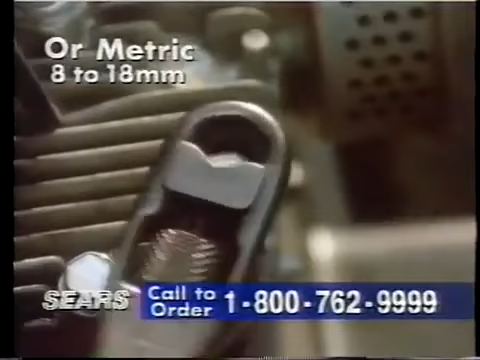 Or Metric
8 to 18mm
SEARS
Call to Order
1-800-762-9999